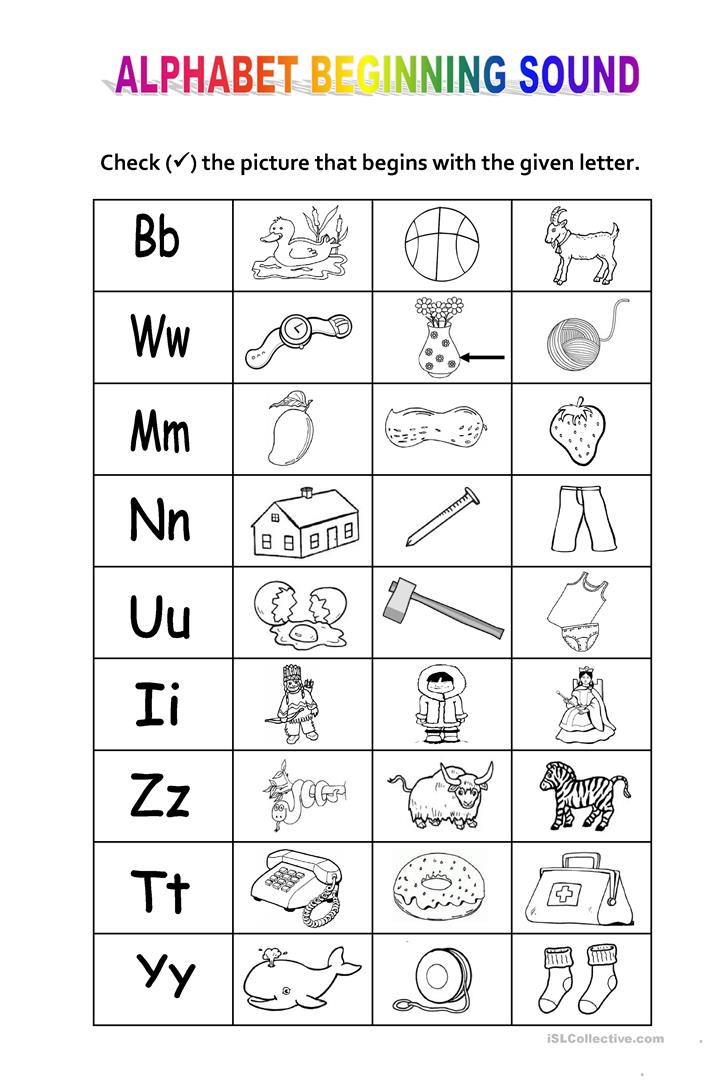 ALPHABET BEGINNING SOUND
Check (✓) the picture that begins with the given letter.
Bb
Ww
Mm
Nn
Uu
Ii
Zz
Tt
Yy
iSLCollective.com